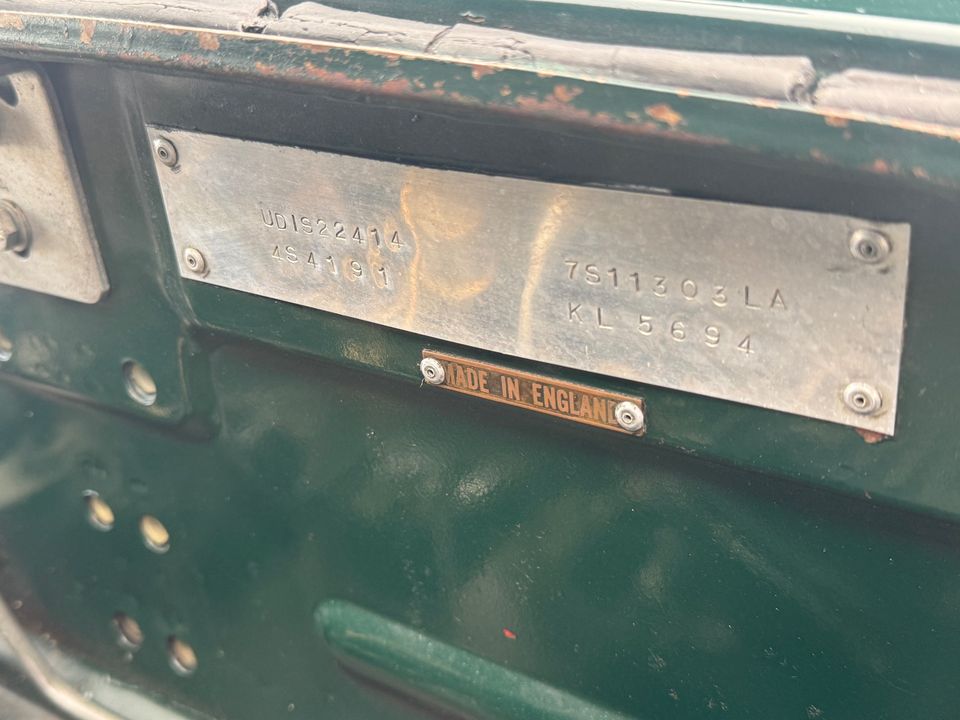 UD1S22414
4S4191
7S11303LA
KL 5694
MADE IN ENGLAND